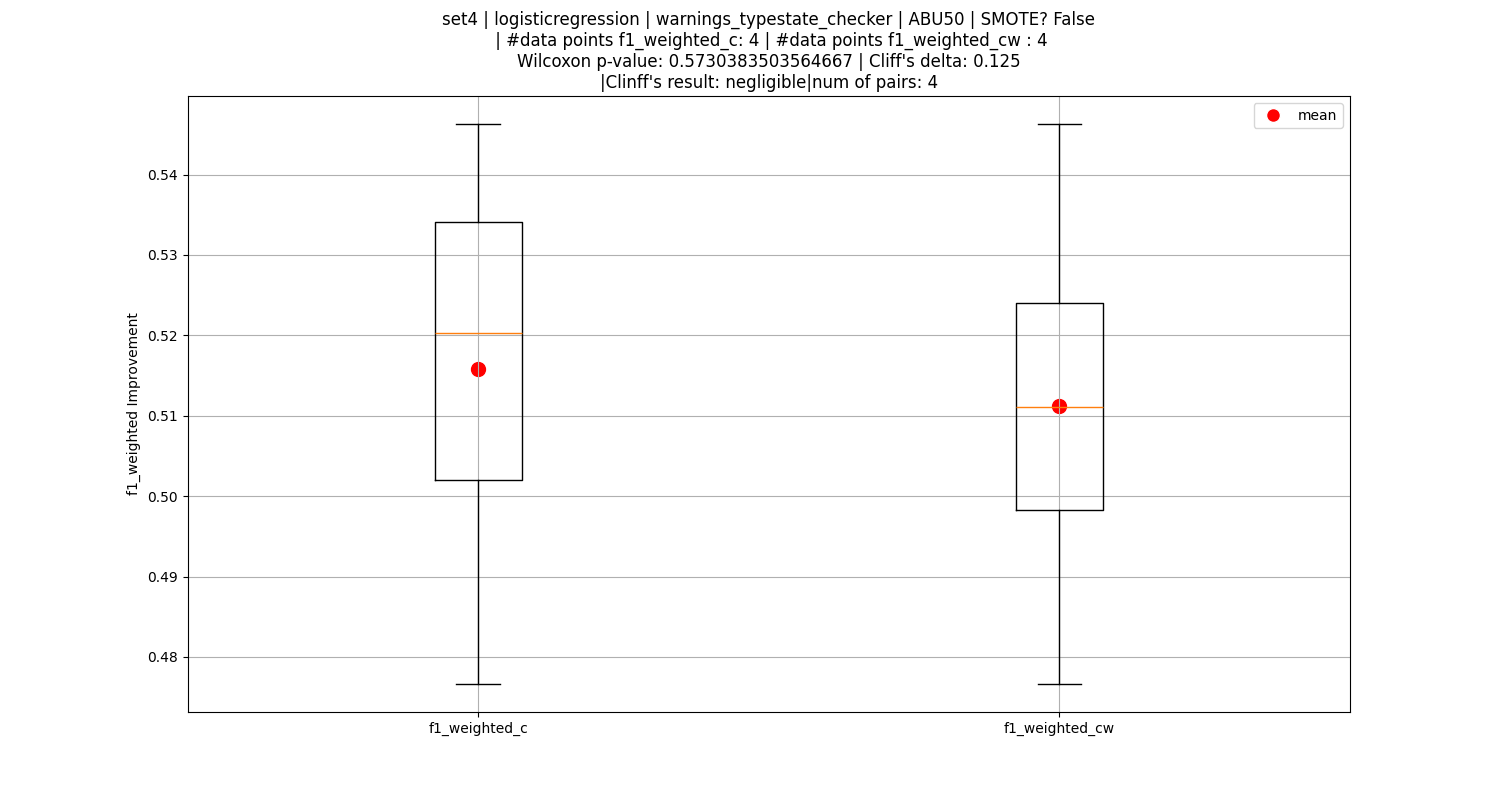 set4 | logisticregression | warnings_typestate_checker | ABU50 | SMOTE? False
| #data points f1_weighted_c: 4 | #data points f1_weighted_cw : 4
Wilcoxon p-value: 0.5730383503564667 | Cliff's delta: 0.125
|Clinff's result: negligible|num of pairs: 4
mean
0.54
0.53
0.52
0.51
0.50
0.49
0.48
f1_weighted Improvement
f1_weighted_c
f1_weighted_cw